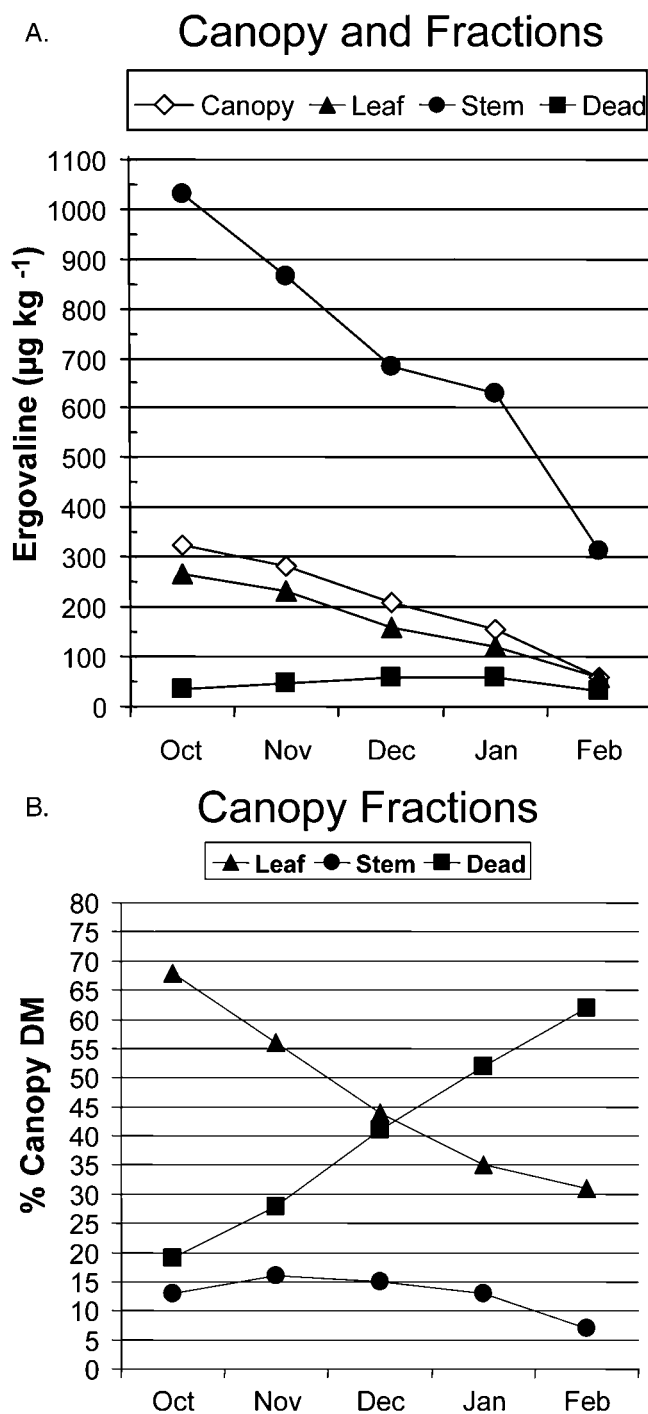 A.
Canopy and Fractions
Canopy Leaf Stem Dead
Ergovaline (µg kg -1)
1100
1000
900
800
700
600
500
400
300
200
100
0
Oct Nov Dec Jan Feb
B.
Canopy Fractions
Leaf Stem Dead
% Canopy DM
80
75
70
65
60
55
50
45
40
35
30
25
20
15
10
5
0
Oct Nov Dec Jan Feb